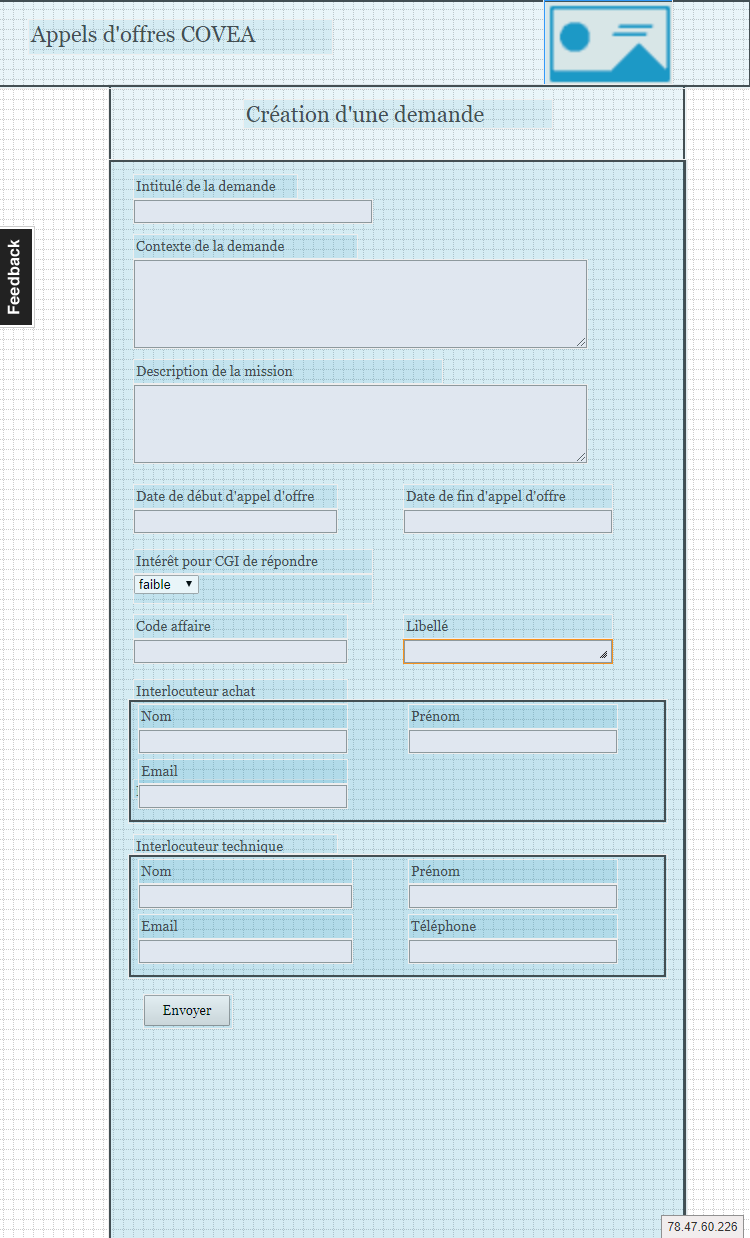 Appels d'offres COVEA
Création d'une demande
Intitulé de la demande
Contexte de la demande
Feedback
Description de la mission
Date de début d'appel d'offre Date de fin d'appel d'offre
Intérêt pour CGI de répondre
faible
Code affaire Libellé
Interlocuteur achat
Nom Prénom
Email
Interlocuteur technique
Nom Prénom
Email Téléphone
Envoyer
78.47.60.226